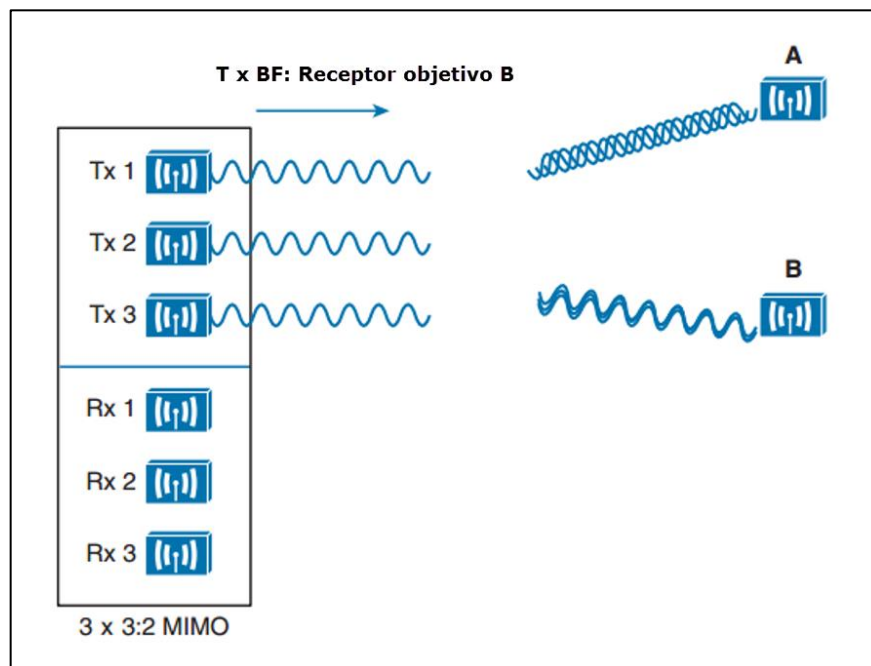 T x BF: Receptor objetivo B
A
Tx 1
Tx 2
Tx 3
B
Rx 1
Rx 2
Rx 3
3 x 3:2 MIMO